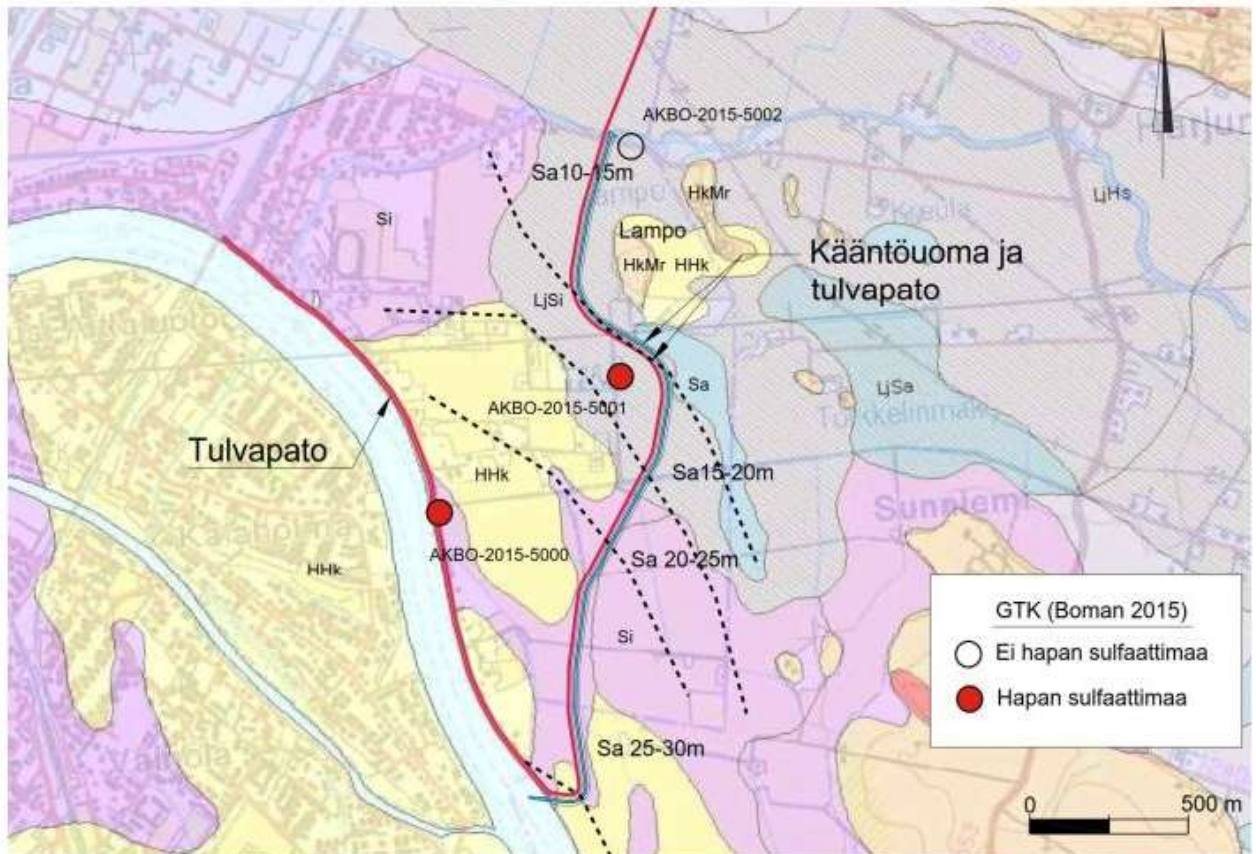 AKBO-2015-5002
Sa10-15m
HkMr
LjHs
Si
Lampo
HkMr HHk
Kääntöuoma ja
tulvapato
LjSi
Sa
LjSa
AKBO-2015-5001
Tulvapato
HHk
Sa15-20m
Sunniemi
AKBO-2015-5000
Sa 20-25m
HHk
Si
Sa 25-30m
GTK (Boman 2015)
Ei hapan sulfaattimaa
Hapan sulfaattimaa
0 500 m